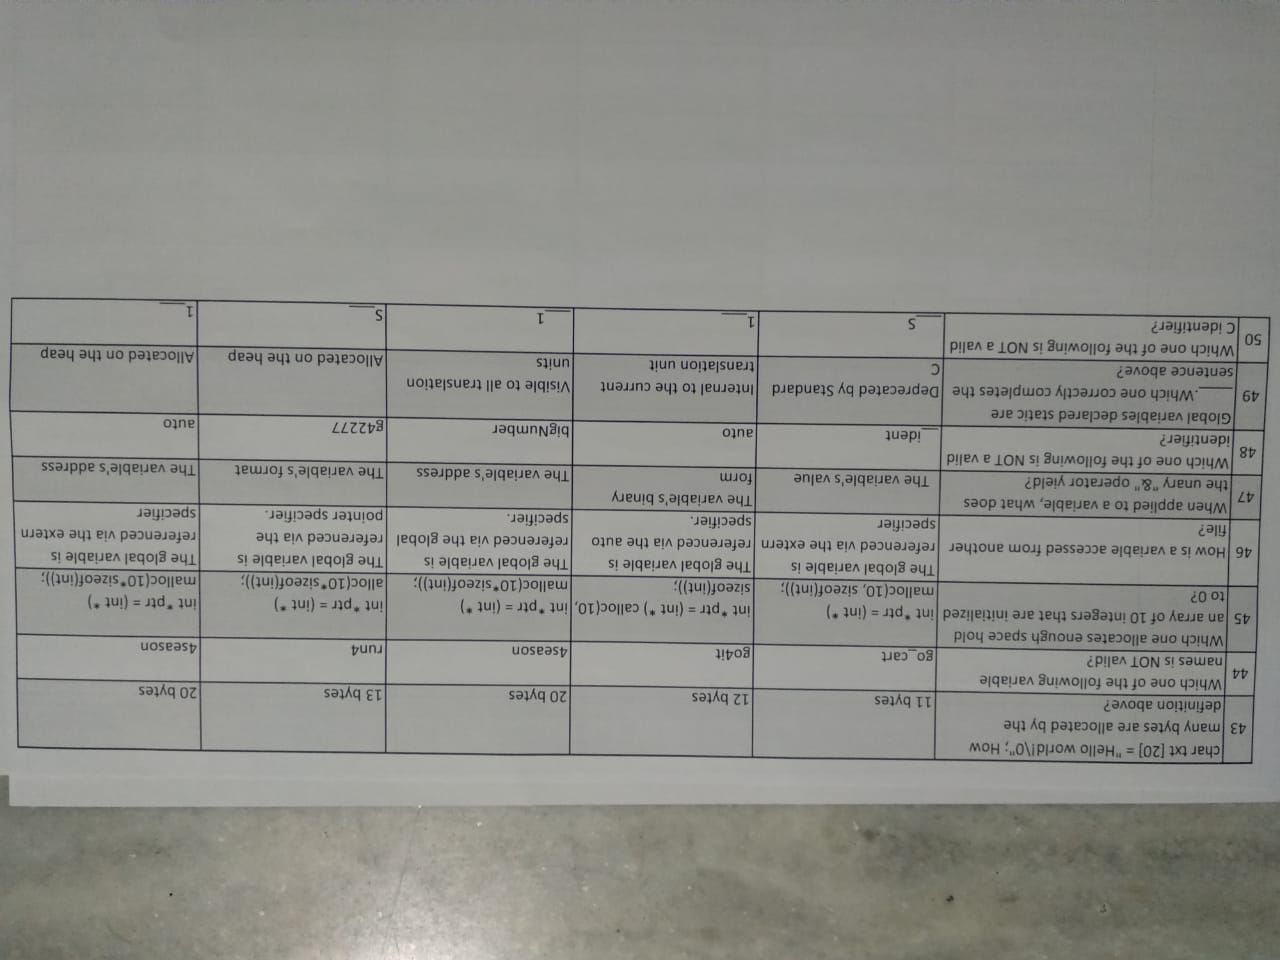 43
char txt [20] = "Hello world!\0"; How
many bytes are allocated by the
definition above?
11 bytes
12 bytes
20 bytes
13 bytes
20 bytes
44
Which one of the following variable
names is NOT valid?
go_cart
go4it
4season
run4
4season
45
Which one allocates enough space hold
an array of 10 integers that are initialized
to 0?
int *ptr = (int *)
malloc(10, sizeof(int));
int *ptr = (int *) calloc(10,
sizeof(int));
int *ptr = (int *)
malloc(10*sizeof(int));
int *ptr = (int *)
alloc(10*sizeof(int));
int *ptr = (int *)
malloc(10*sizeof(int));
46
How is a variable accessed from another
file?
The global variable is
referenced via the extern
specifier
The global variable is
referenced via the auto
specifier.
The global variable is
referenced via the global
specifier.
The global variable is
referenced via the
pointer specifier.
The global variable is
referenced via the extern
specifier
47
When applied to a variable, what does
the unary "&" operator yield?
The variable's value
The variable's binary
form
The variable's address
The variable's format
The variable's address
48
Which one of the following is NOT a valid
identifier?
__ident
auto
bigNumber
g42277
auto
49
Global variables declared static are
____.Which one correctly completes the
sentence above?
Deprecated by Standard
C
Internal to the current
translation unit
Visible to all translation
units
Allocated on the heap
Allocated on the heap
50
Which one of the following is NOT a valid
C identifier?
___S
1___
___1
S___
1___